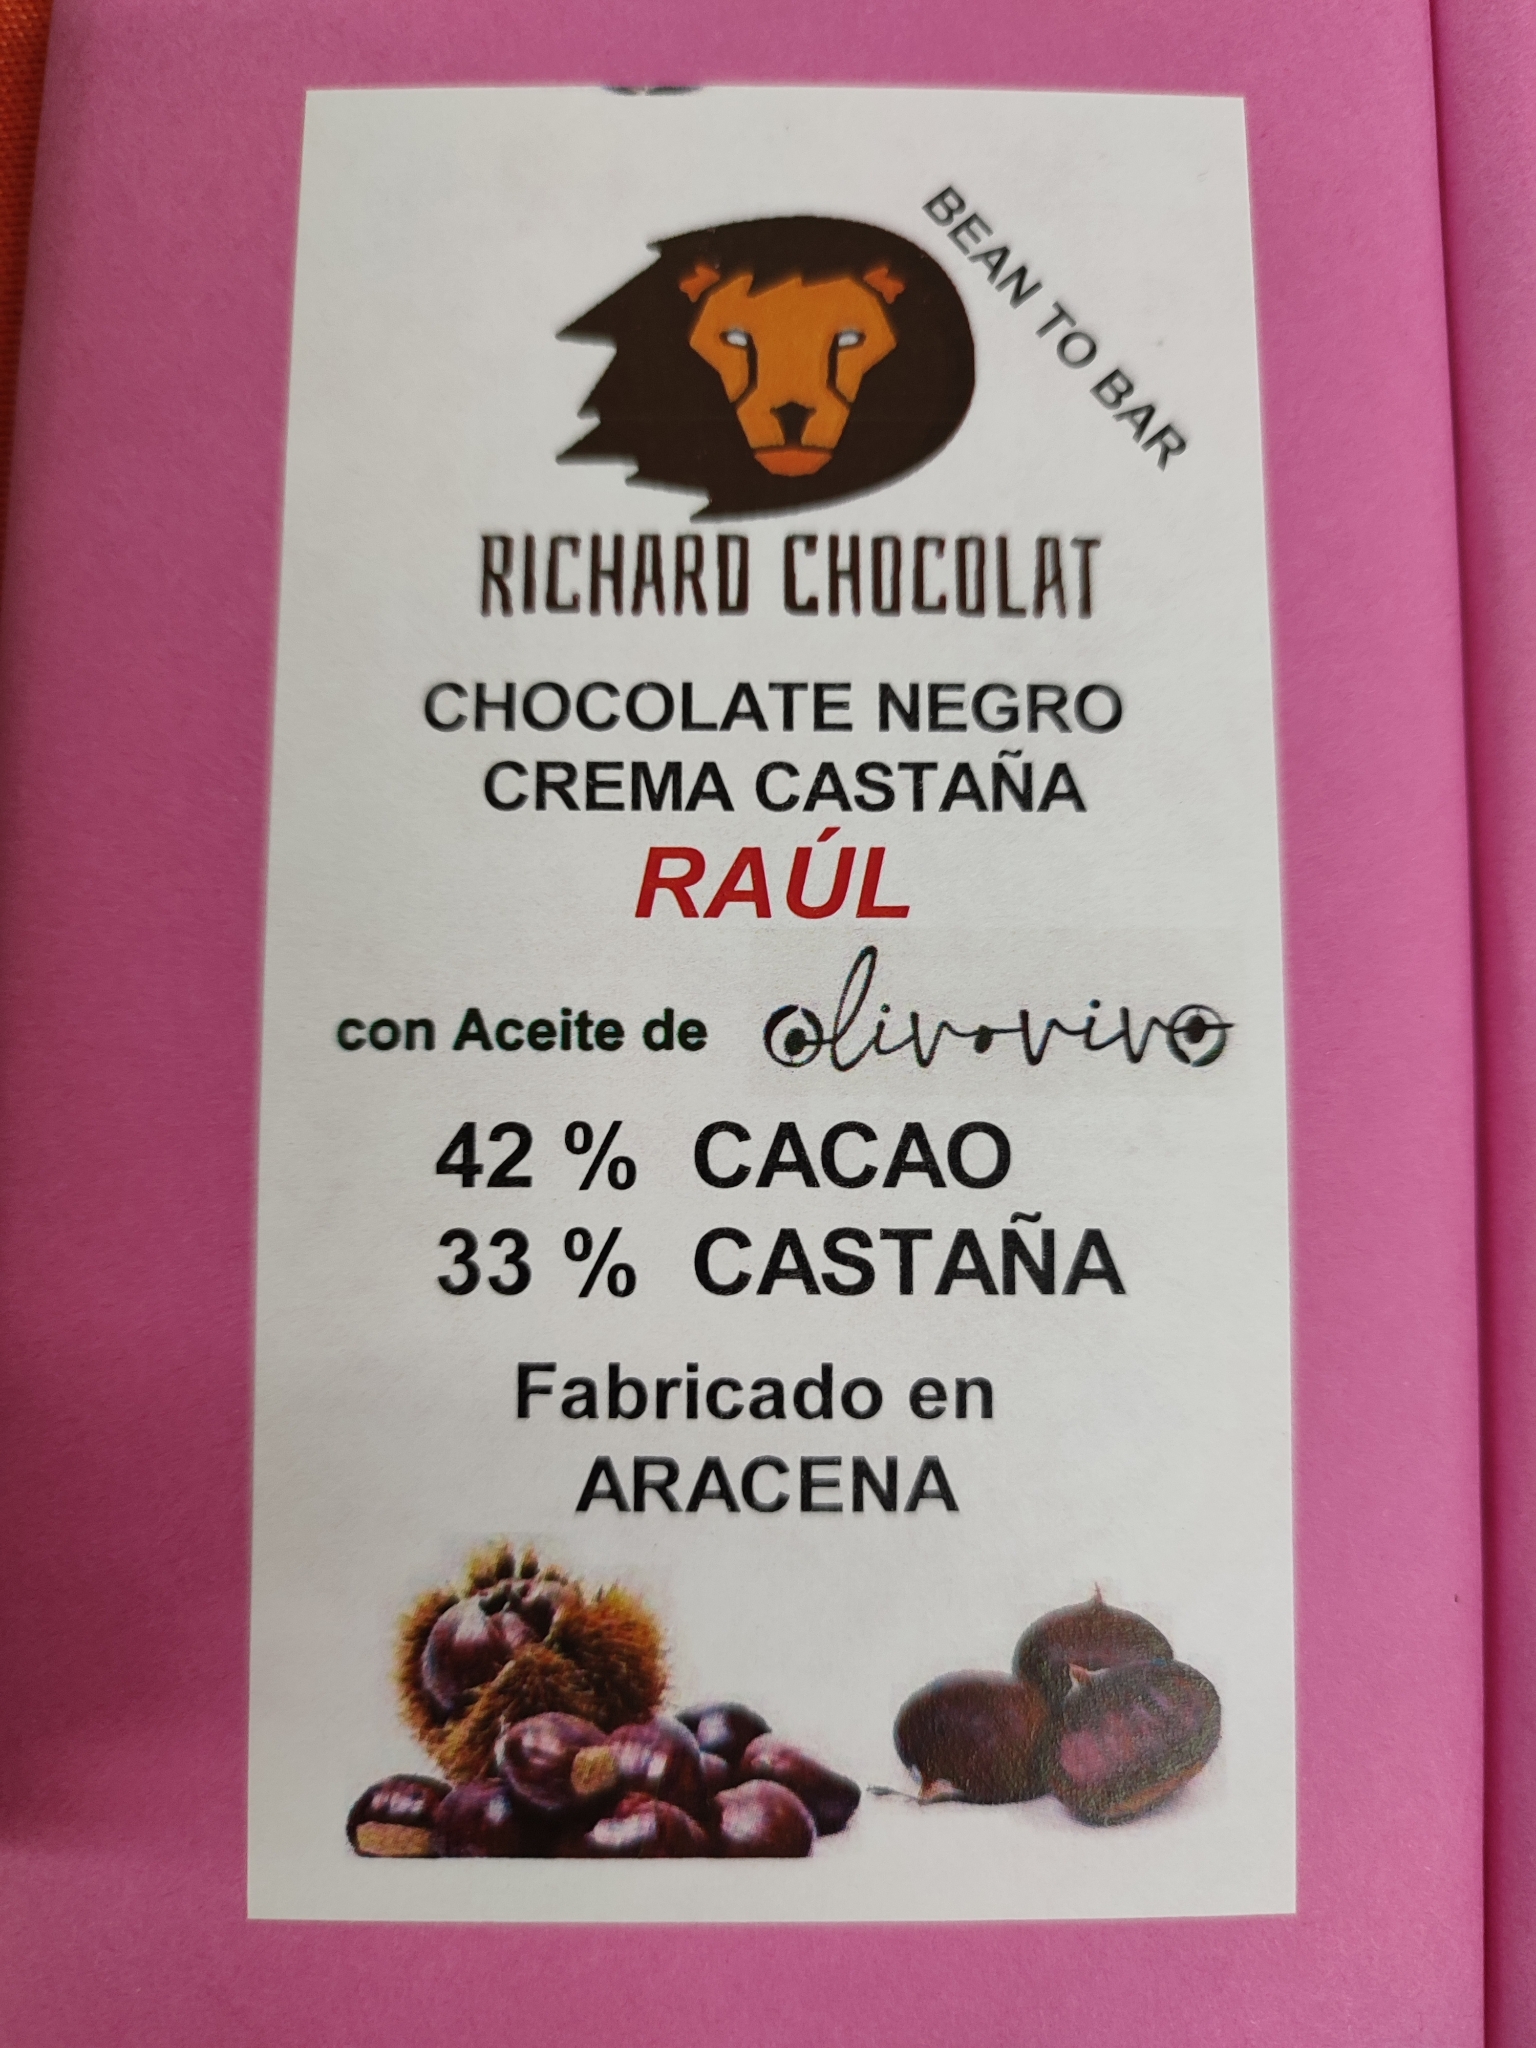 BEAN TO BAR
RICHARD CHOCOLAT
CHOCOLATE NEGRO
CREMA CASTAÑA
RAÚL
con Aceite de olivovivo
42 % CACAO
33 % CASTAÑA
Fabricado en
ARACENA